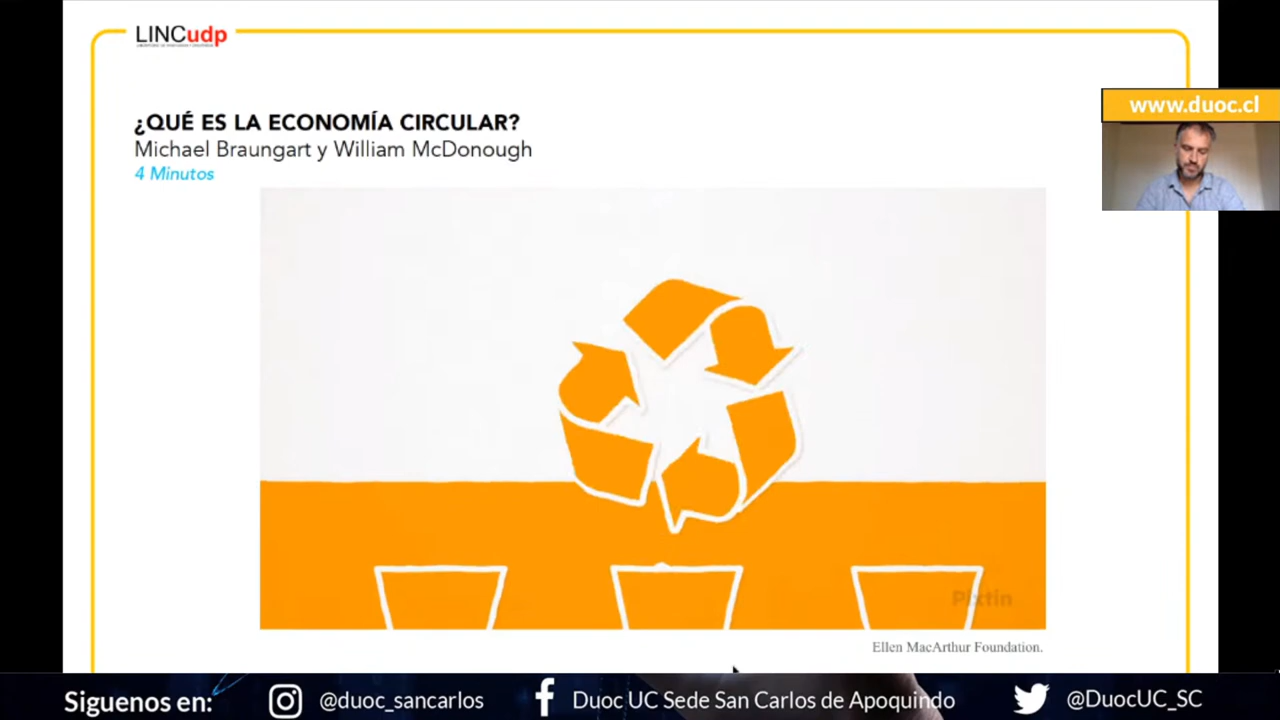 LINCudp
¿QUÉ ES LA ECONOMÍA CIRCULAR?
Michael Braungart y William McDonough
4 Minutos
www.duoc.cl
Pixtin
Ellen MacArthur Foundation.
Siguenos en:
@duoc_sancarlos
Duoc UC Sede San Carlos de Apoquindo
@DuocUC_SC